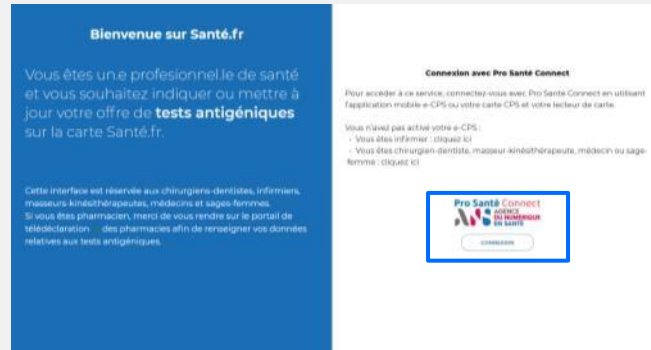 Bienvenue sur Santé.fr
Vous êtes un.e profesionnel.le de santé
et vous souhaitez indiquer ou mettre à
jour votre offre de tests antigéniques
sur la carte Santé.fr.
Cette interface est réservée aux chirurgiens-dentistes, infirmiers,
masseurs-kinésithérapeutes, médecins et sages-femmes.
Si vous êtes pharmacien, merci de vous rendre sur le portail de
télédéclaration des pharmacies afin de renseigner vos données
relatives aux tests antigéniques.
Connexion avec Pro Santé Connect
Pour accéder à ce service, connectez-vous avec Pro Santé Connect en utilisant
l'application mobile e-CPS ou votre carte CPS et votre lecteur de carte.
Vous n'avez pas activé votre e-CPS :
- Vous êtes infirmier : cliquez ici
- Vous êtes chirurgien-dentiste, masseur-kinésithérapeute, médecin ou sage-
femme : cliquez ici
Pro Santé Connect
AGENCE
DU NUMÉRIQUE
EN SANTÉ
CONNEXION